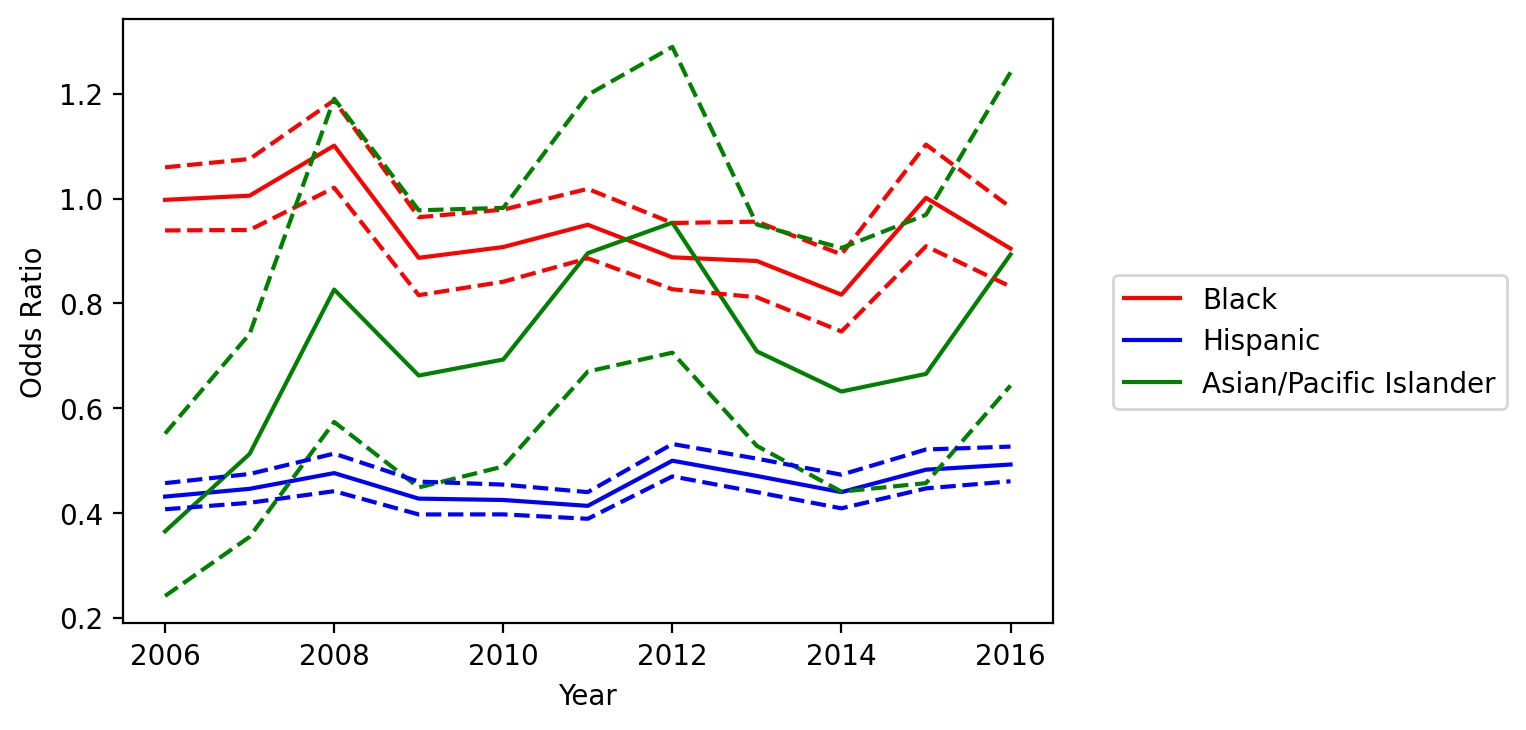 Odds Ratio
1.2
1.0
0.8
0.6
0.4
0.2
2006 2008 2010 2012 2014 2016
Year
Black
Hispanic
Asian/Pacific Islander